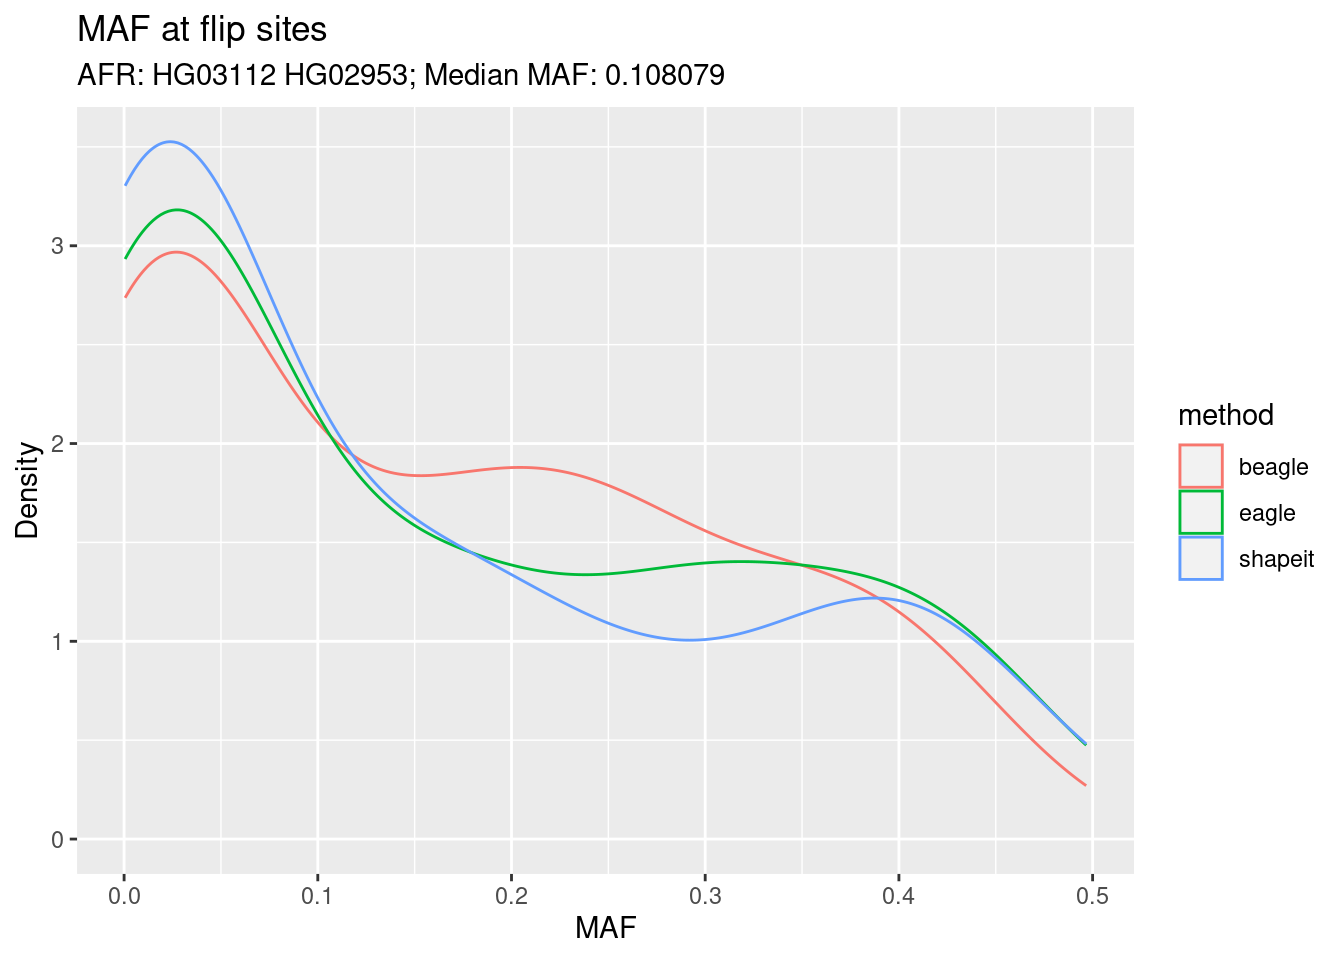 MAF at flip sites
AFR: HG03112 HG02953; Median MAF: 0.108079
Density
3
2
1
0
0.0 0.1 0.2 0.3 0.4 0.5
MAF
method
beagle
eagle
shapeit